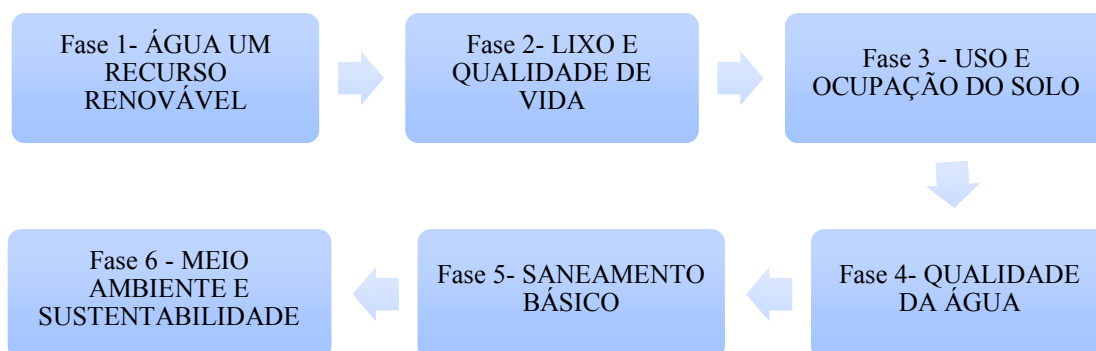 Fase 1- ÁGUA UM
RECURSO
RENOVÁVEL
Fase 2- LIXO E
QUALIDADE DE
VIDA
Fase 3 - USO E
OCUPAÇÃO DO SOLO
Fase 4- QUALIDADE
DA ÁGUA
Fase 5- SANEAMENTO
BÁSICO
Fase 6 - MEIO
AMBIENTE E
SUSTENTABILIDADE